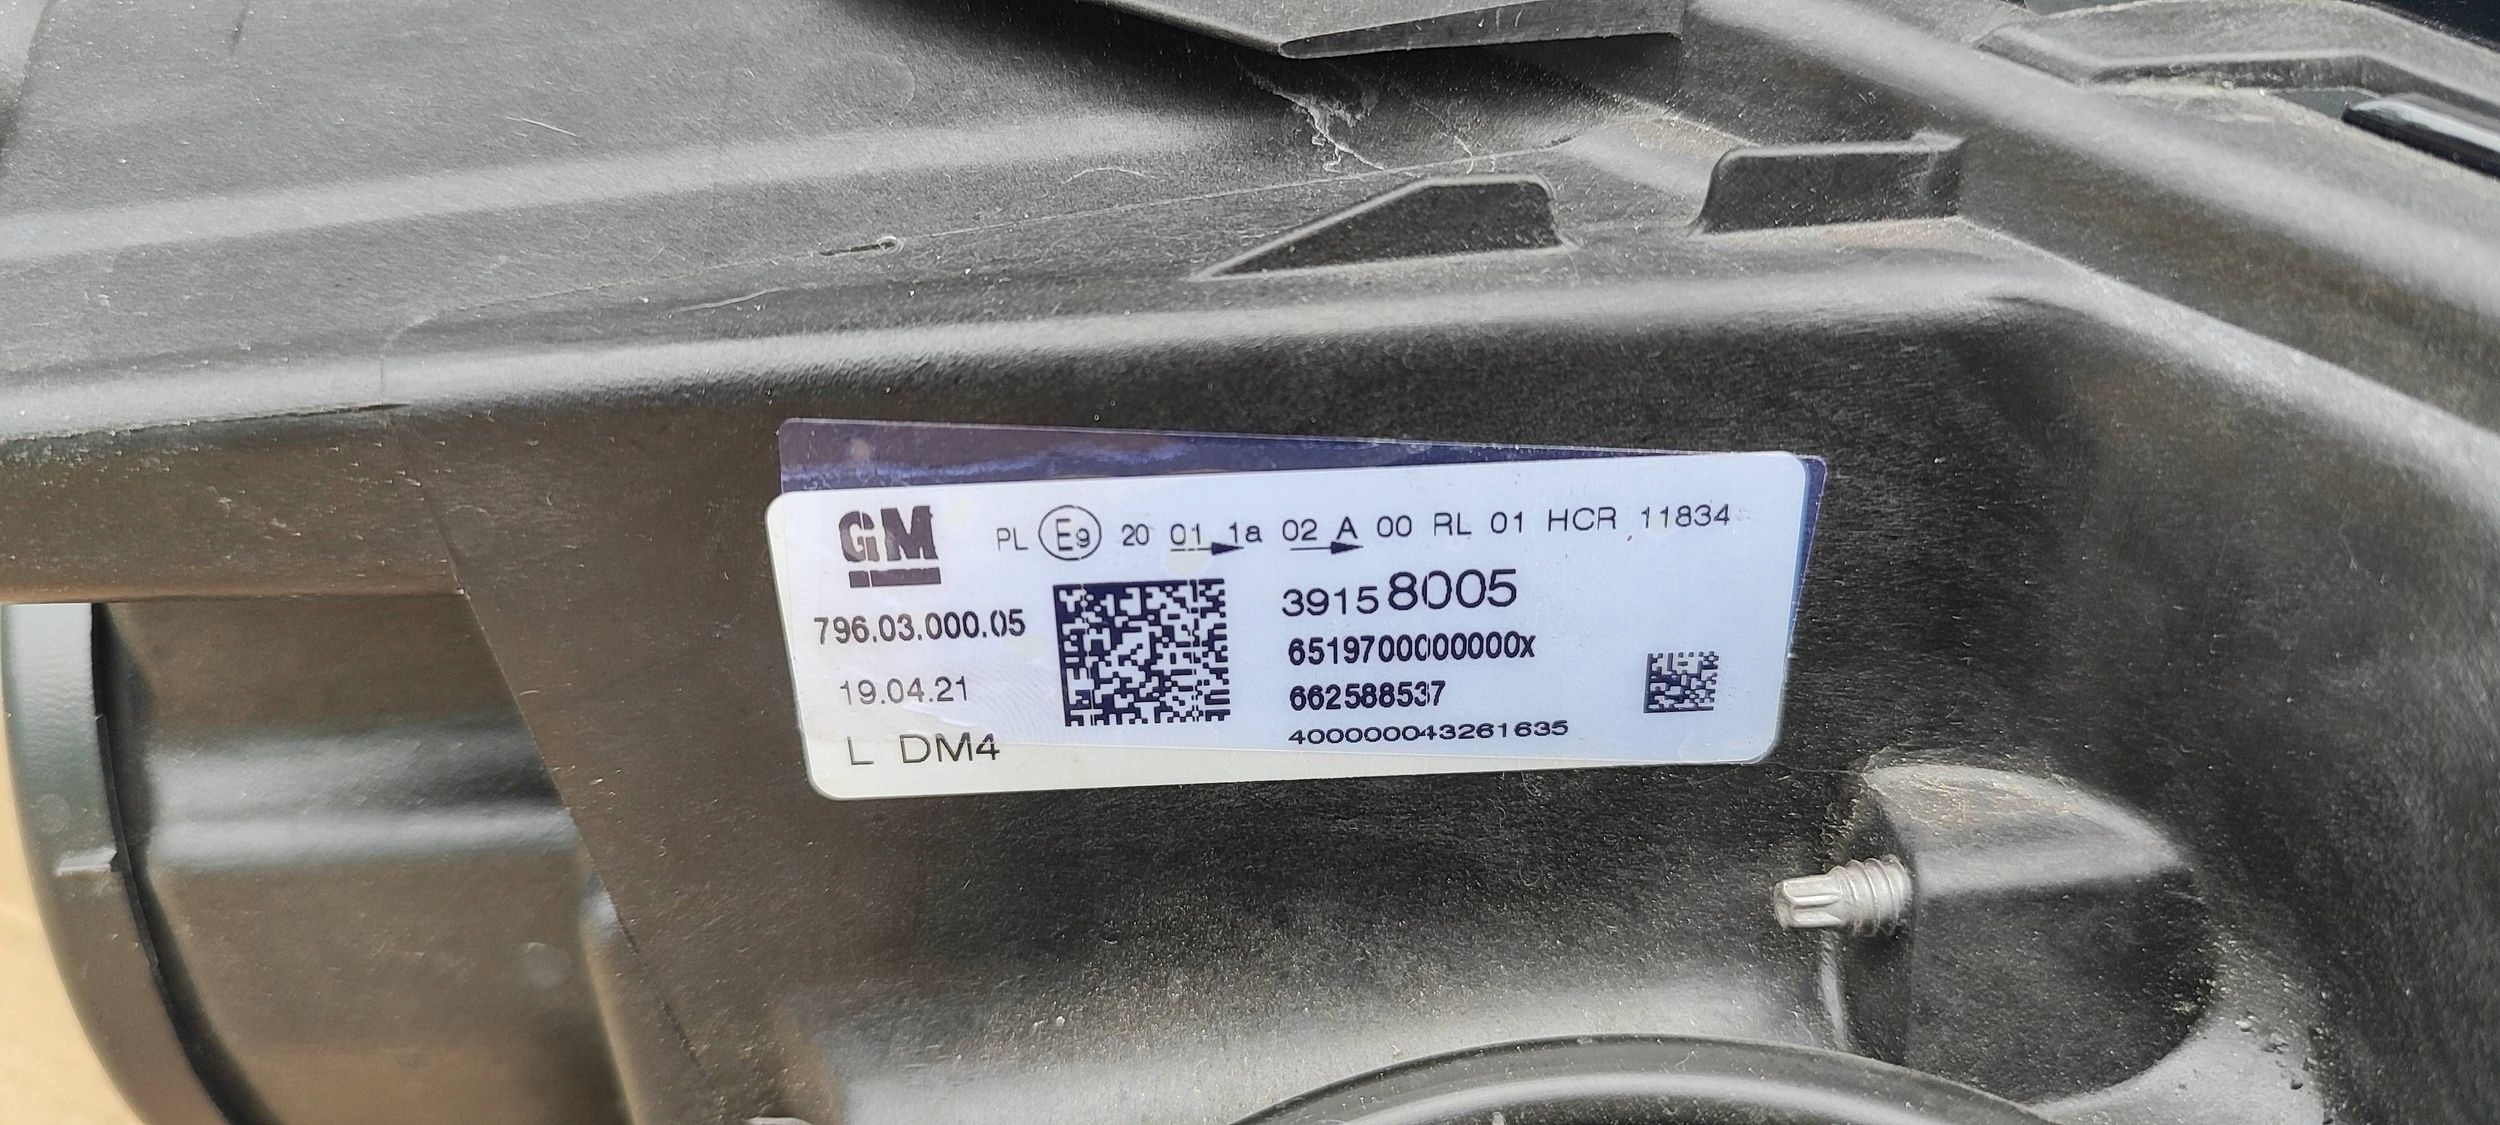 GM
PL E9 20 01 1a 02 A 00 RL 01 HCR 11834
796.03.000.05
39158005
6519700000000X
19.04.21
662588537
400000043261635
L DM4